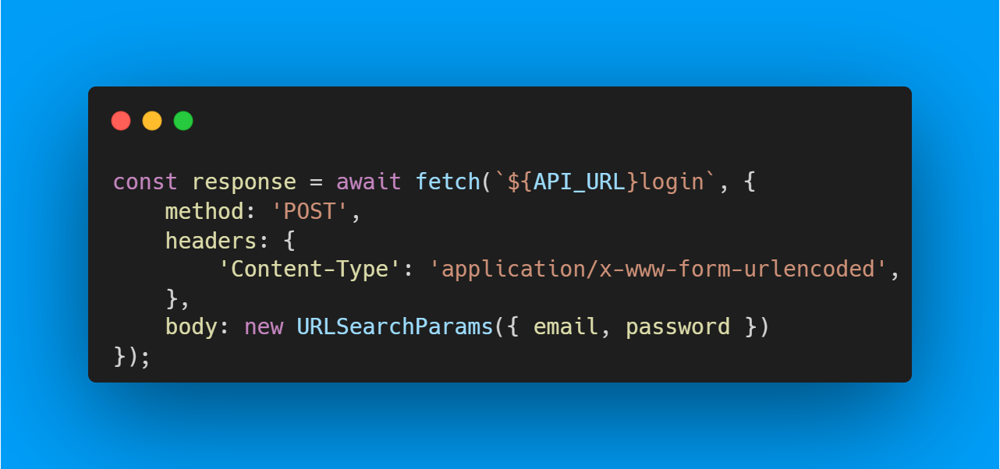 const response = await fetch(`${API_URL}login`, {
    method: 'POST',
    headers: {
        'Content-Type': 'application/x-www-form-urlencoded',
    },
    body: new URLSearchParams({ email, password })
});